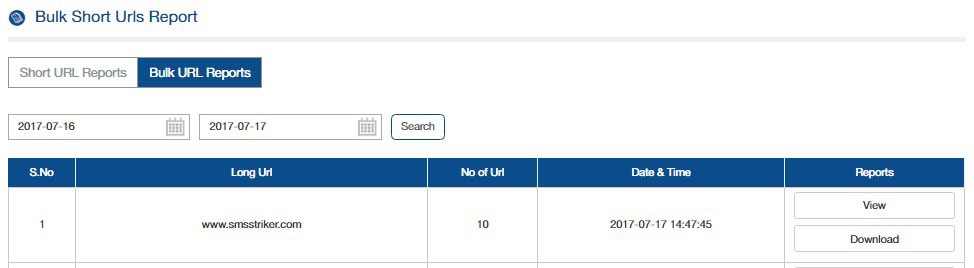 Bulk Short Urls Report
Short URL Reports Bulk URL Reports
2017-07-16 2017-07-17 Search
S.No Long Url No of Url Date & Time Reports
1 www.smsstriker.com 10 2017-07-17 14:47:45 View
Download